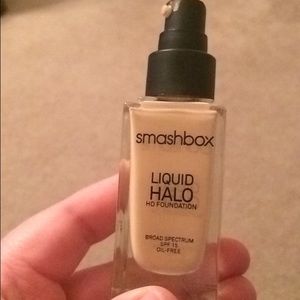 smashbox
LIQUID
HALO
HD FOUNDATION
BROAD SPECTRUM
SPF 15
OIL-FREE